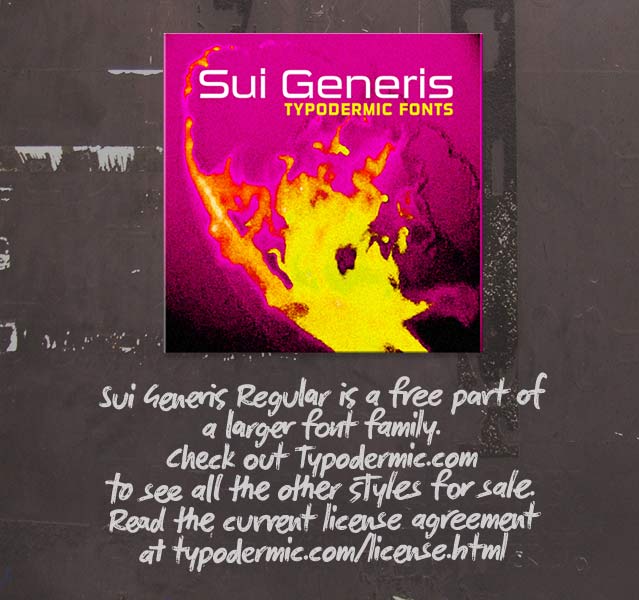 Sui Generis
TYPODERMIC FONTS
Sui Generis Regular is a free part of
a larger font family.
Check out Typodermic.com
to see all the other styles for sale.
Read the current license agreement
at typodermic.com/license.html